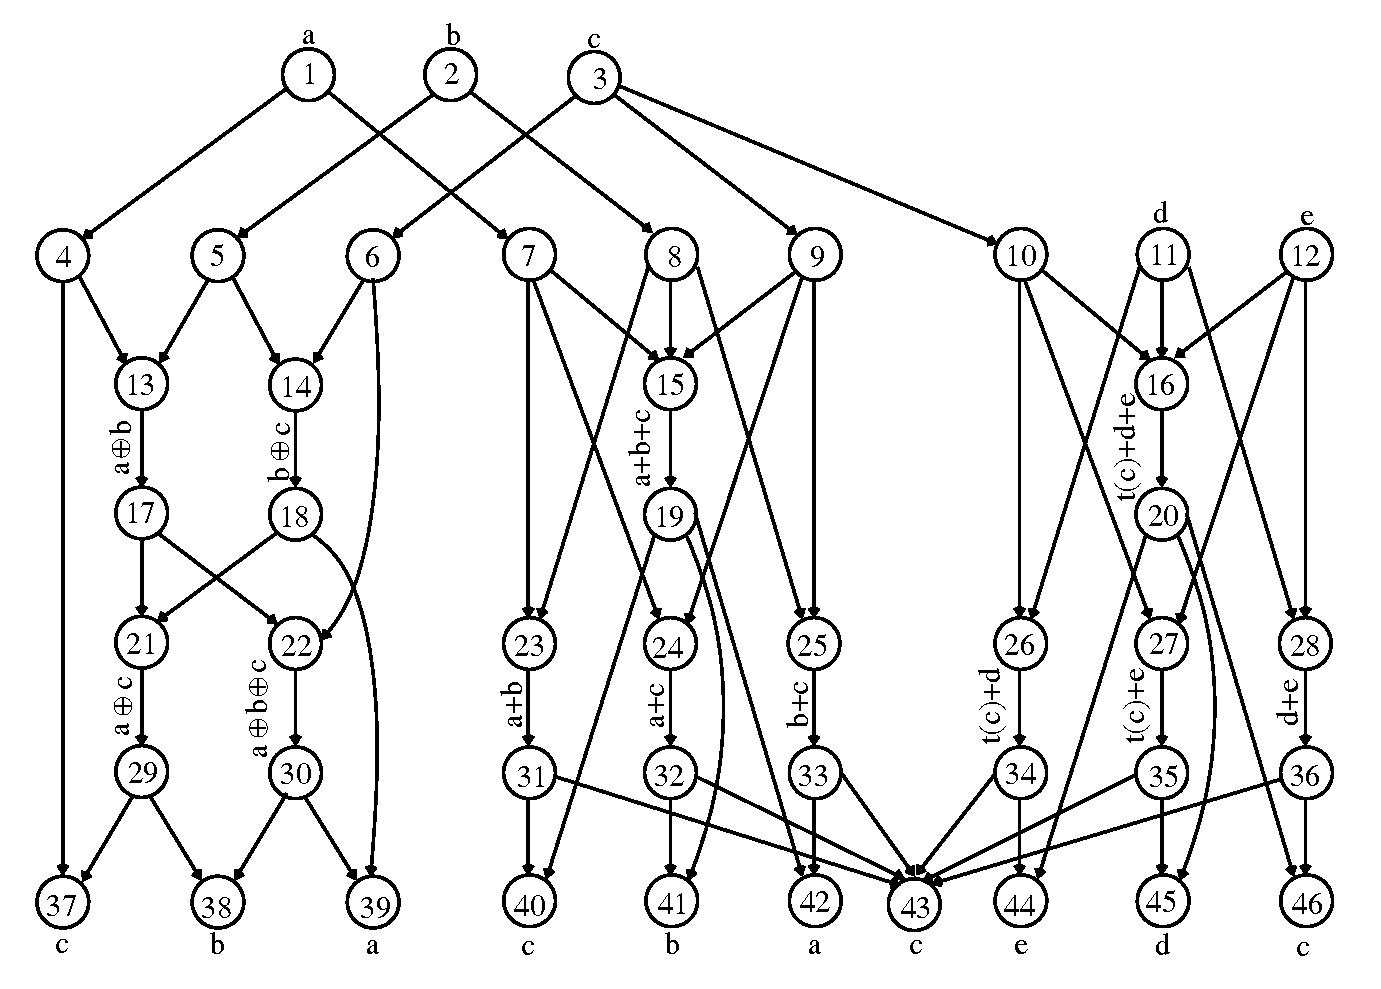 a b c
1 2 3
d e
4 5 6 7 8 9 10 11 12
13 14 15 16
a⊕b b⊕c a+b+c t(c)+d+e
17 18 19 20
21 22 23 24 25 26 27 28
a⊕c a⊕b⊕c a+b a+c b+c t(c)+d t(c)+e d+e
29 30 31 32 33 34 35 36
37 38 39 40 41 42 43 44 45 46
c b a c b a c e d c